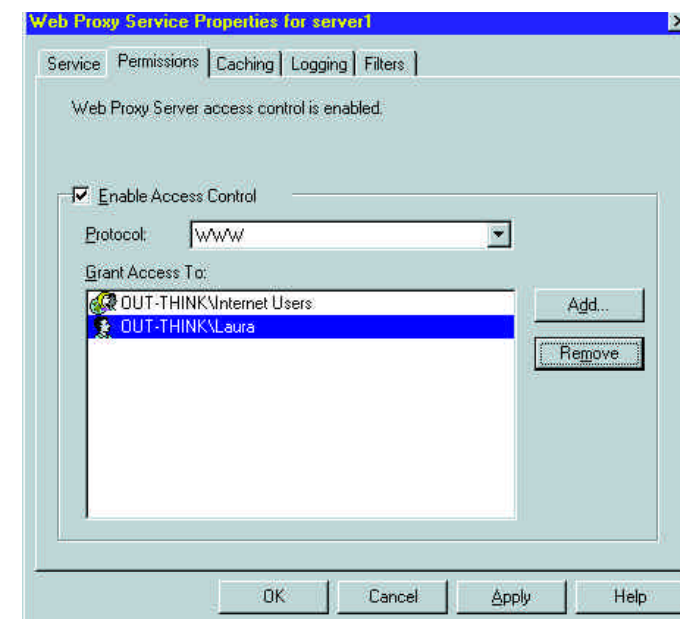 Web Proxy Service Properties for server1
Service Permissions Caching Logging Filters
Web Proxy Server access control is enabled.
Enable Access Control
Protocol: WWW
Grant Access To:
OUT-THINK\Internet Users
Add...
OUT-THINK\Laura
Remove
OK Cancel Apply Help